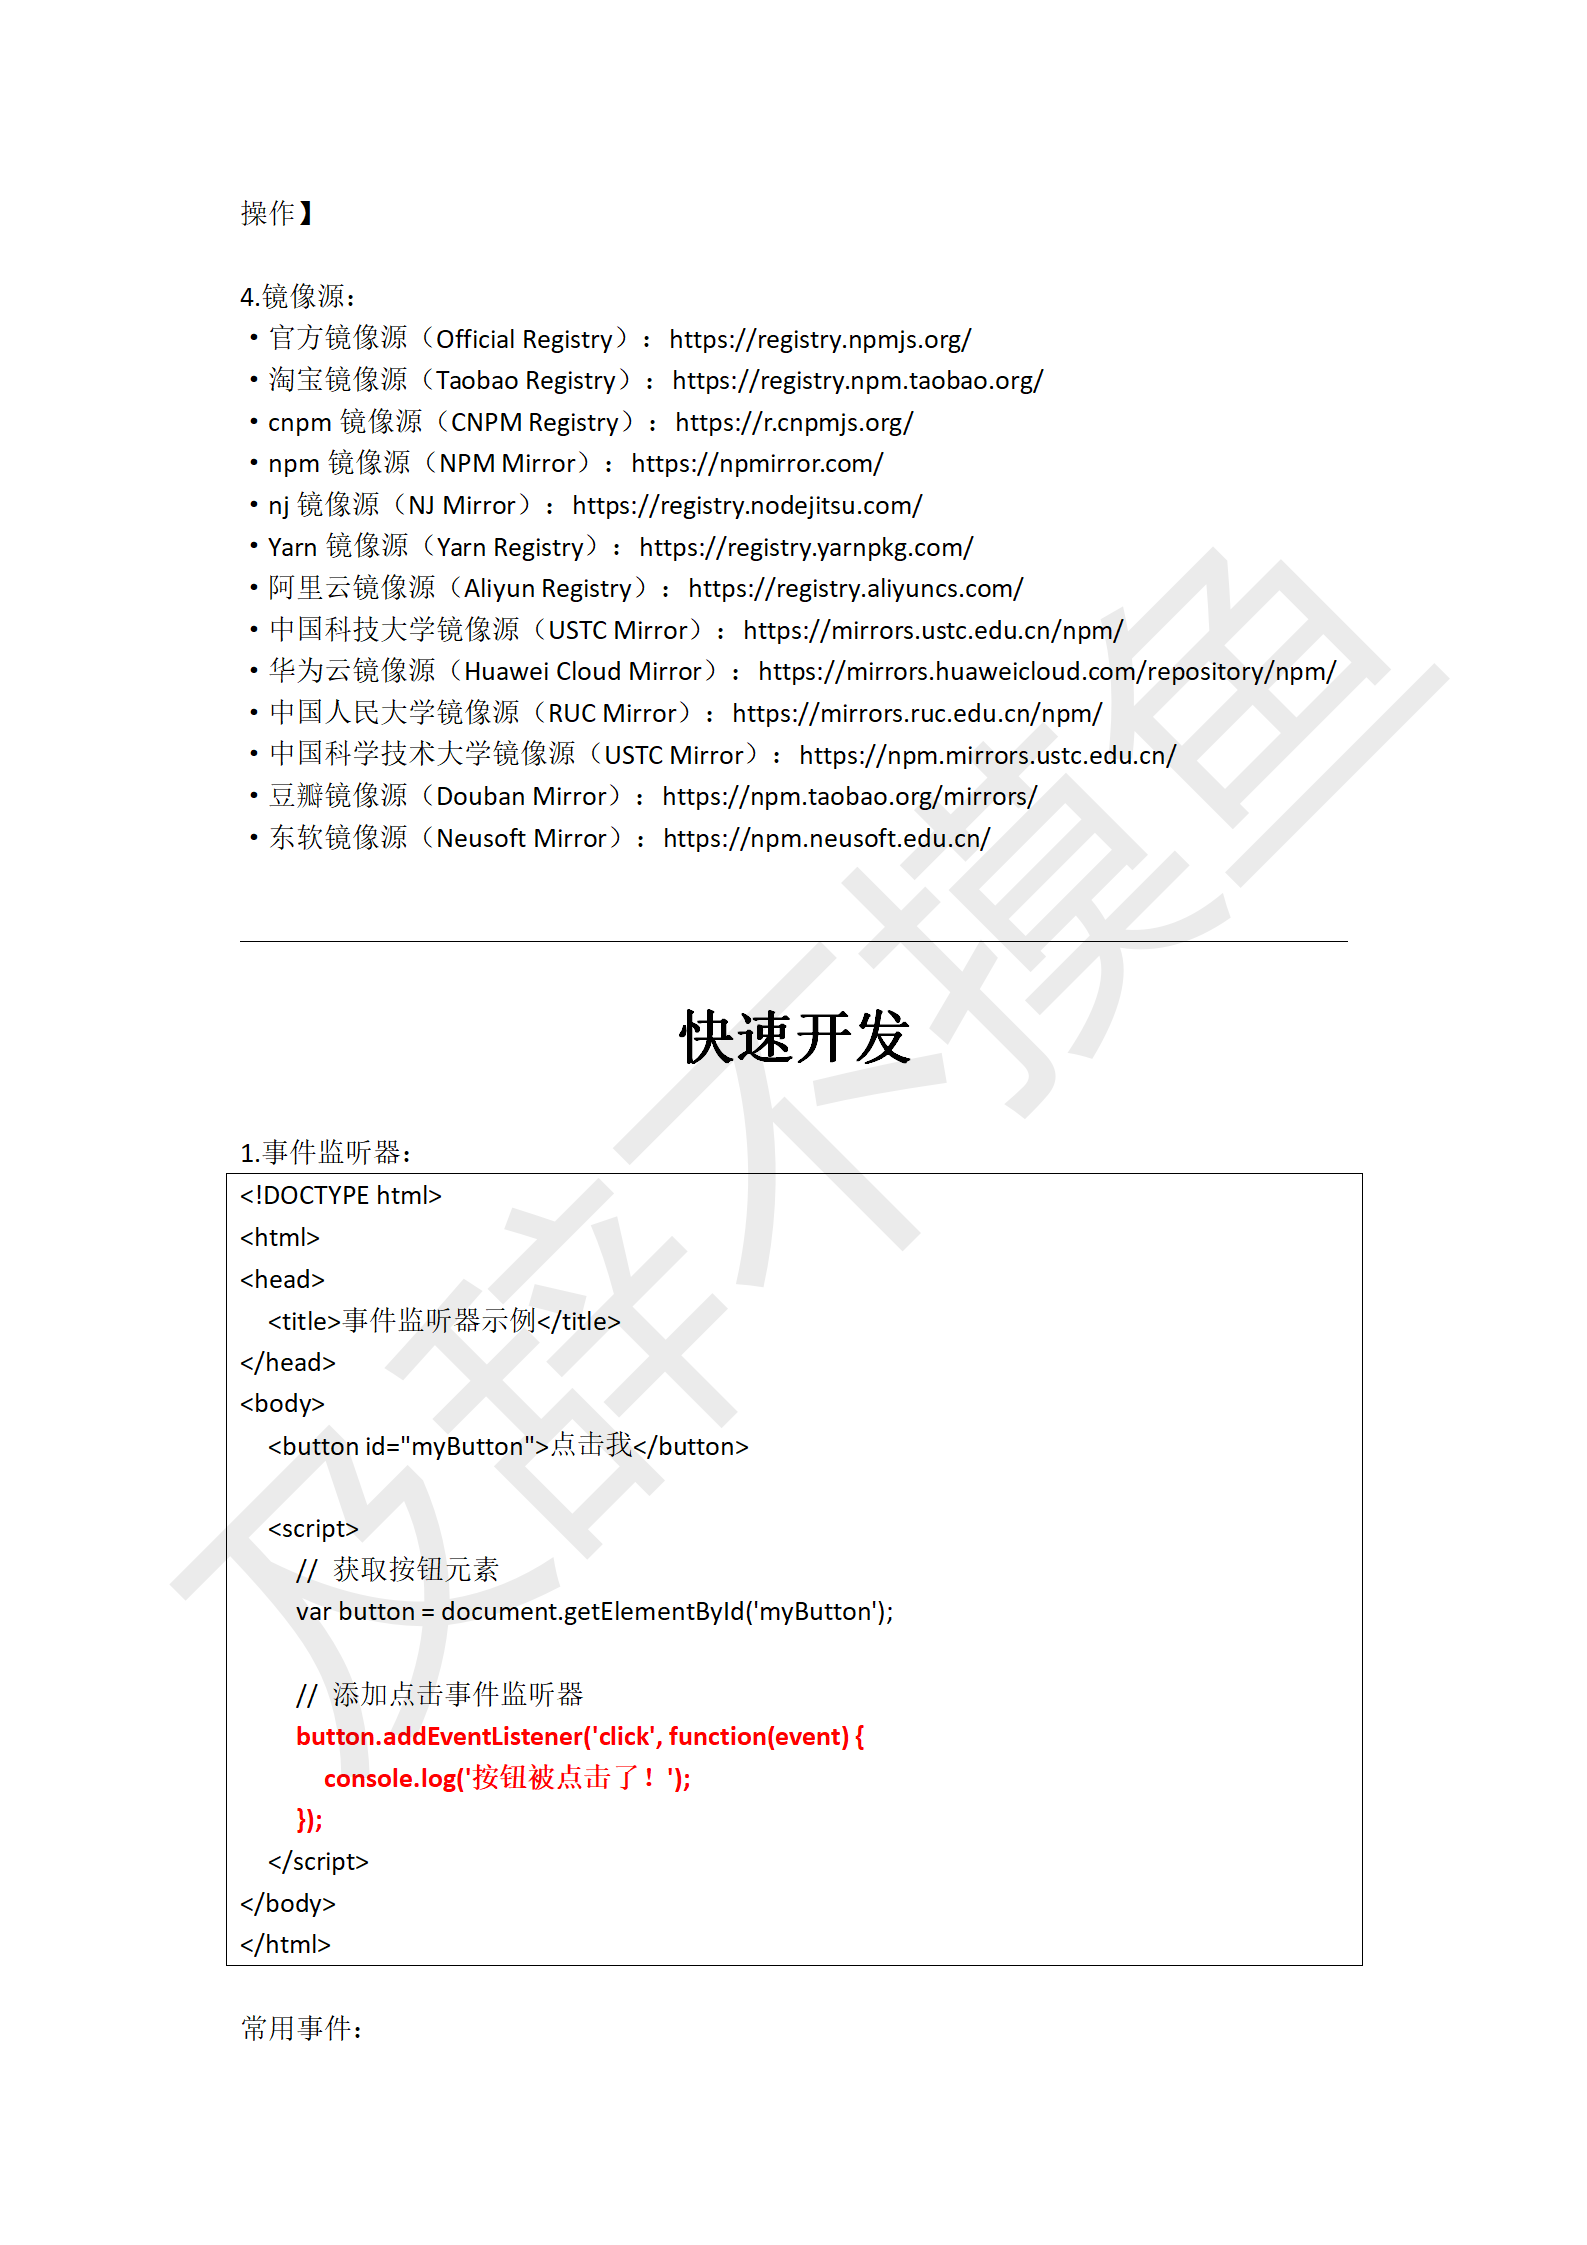 操作】
4.镜像源：
·官方镜像源（Official Registry）：https://registry.npmjs.org/
·淘宝镜像源（Taobao Registry）：https://registry.npm.taobao.org/
·cnpm 镜像源（CNPM Registry）：https://r.cnpmjs.org/
·npm 镜像源（NPM Mirror）：https://npmirror.com/
·nj 镜像源（NJ Mirror）：https://registry.nodejitsu.com/
·Yarn 镜像源（Yarn Registry）：https://registry.yarnpkg.com/
·阿里云镜像源（Aliyun Registry）：https://registry.aliyuncs.com/
·中国科技大学镜像源（USTC Mirror）：https://mirrors.ustc.edu.cn/npm/
·华为云镜像源（Huawei Cloud Mirror）：https://mirrors.huaweicloud.com/repository/npm/
·中国人民大学镜像源（RUC Mirror）：https://mirrors.ruc.edu.cn/npm/
·中国科学技术大学镜像源（USTC Mirror）：https://npm.mirrors.ustc.edu.cn/
·豆瓣镜像源（Douban Mirror）：https://npm.taobao.org/mirrors/
·东软镜像源（Neusoft Mirror）：https://npm.neusoft.edu.cn/
快速开发
1.事件监听器：
<!DOCTYPE html>
<html>
<head>
<title>事件监听器示例</title>
</head>
<body>
<button id="myButton">点击我</button>
<script>
// 获取按钮元素
var button = document.getElementById('myButton');
// 添加点击事件监听器
button.addEventListener('click', function(event) {
console.log('按钮被点击了！');
});
</script>
</body>
</html>
常用事件：
及辞不摸鱼